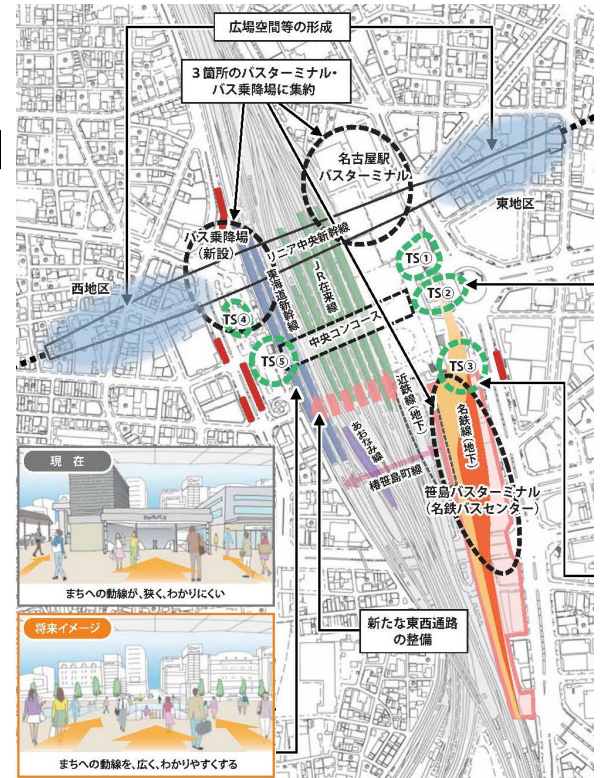 広場空間等の形成
3箇所のバスターミナル・
バス乗降場に集約
名古屋駅
バスターミナル
東地区
バス乗降場
(新設)
リニア中央新幹線
西地区
東海道新幹線
JR在来線
TS①
TS②
TS④
中央コンコース
TS⑤
TS③
近鉄線(地下)
名鉄線(地下)
あおなみ線
椿笹島町線
笹島バスターミナル
(名鉄バスセンター)
現在
まちへの動線が、狭く、わかりにくい
新たな東西通路
の整備
将来イメージ
まちへの動線を、広く、わかりやすくする